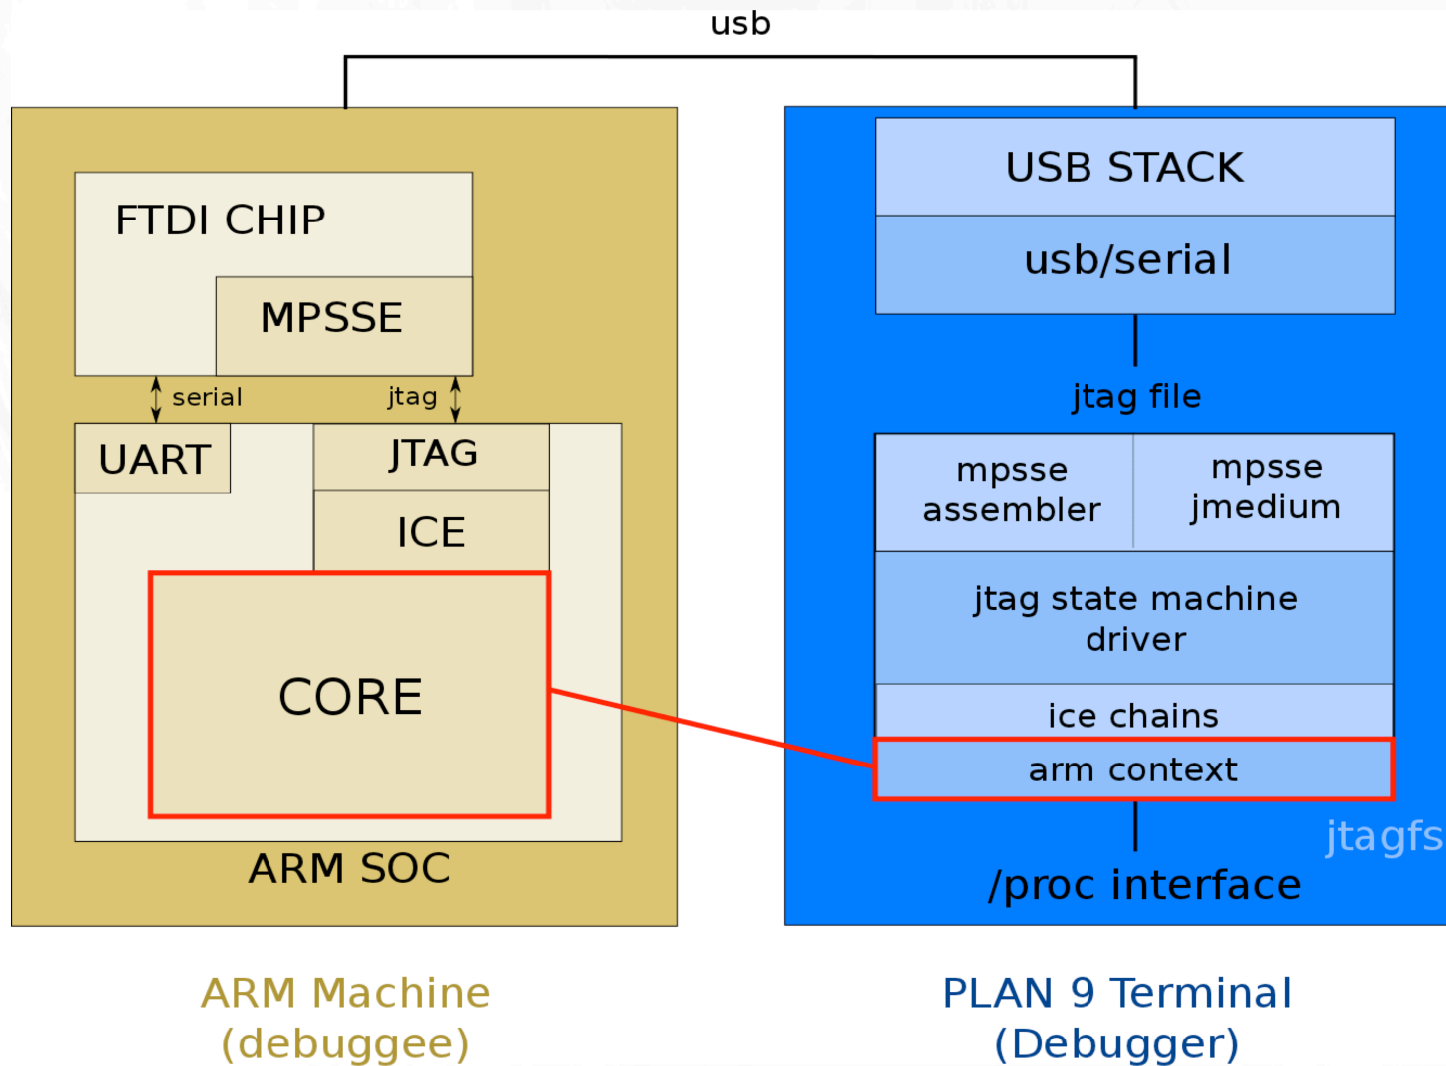 usb
FTDI CHIP
MPSSE
serial
jtag
UART
JTAG
ICE
CORE
ARM SOC
ARM Machine
(debuggee)
USB STACK
usb/serial
jtag file
mpsse
assembler
mpsse
jmedium
jtag state machine
driver
ice chains
arm context
jtagfs
/proc interface
PLAN 9 Terminal
(Debugger)